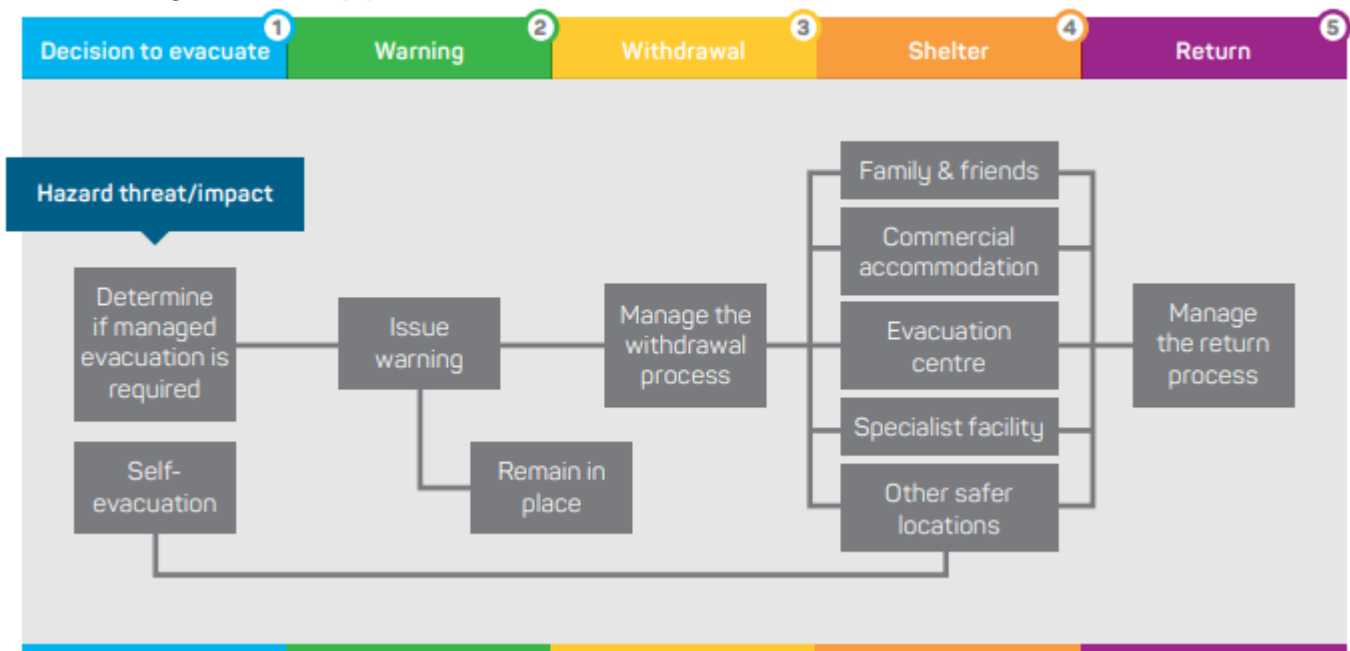 Decision to evacuate
1
Warning
2
Withdrawal
3
Shelter
4
Return
5
Hazard threat/impact
Determine
if managed
evacuation is
required
Self-
evacuation
Issue
warning
Remain in
place
Manage the
withdrawal
process
Family & friends
Commercial
accommodation
Evacuation
centre
Specialist facility
Other safer
locations
Manage
the return
process